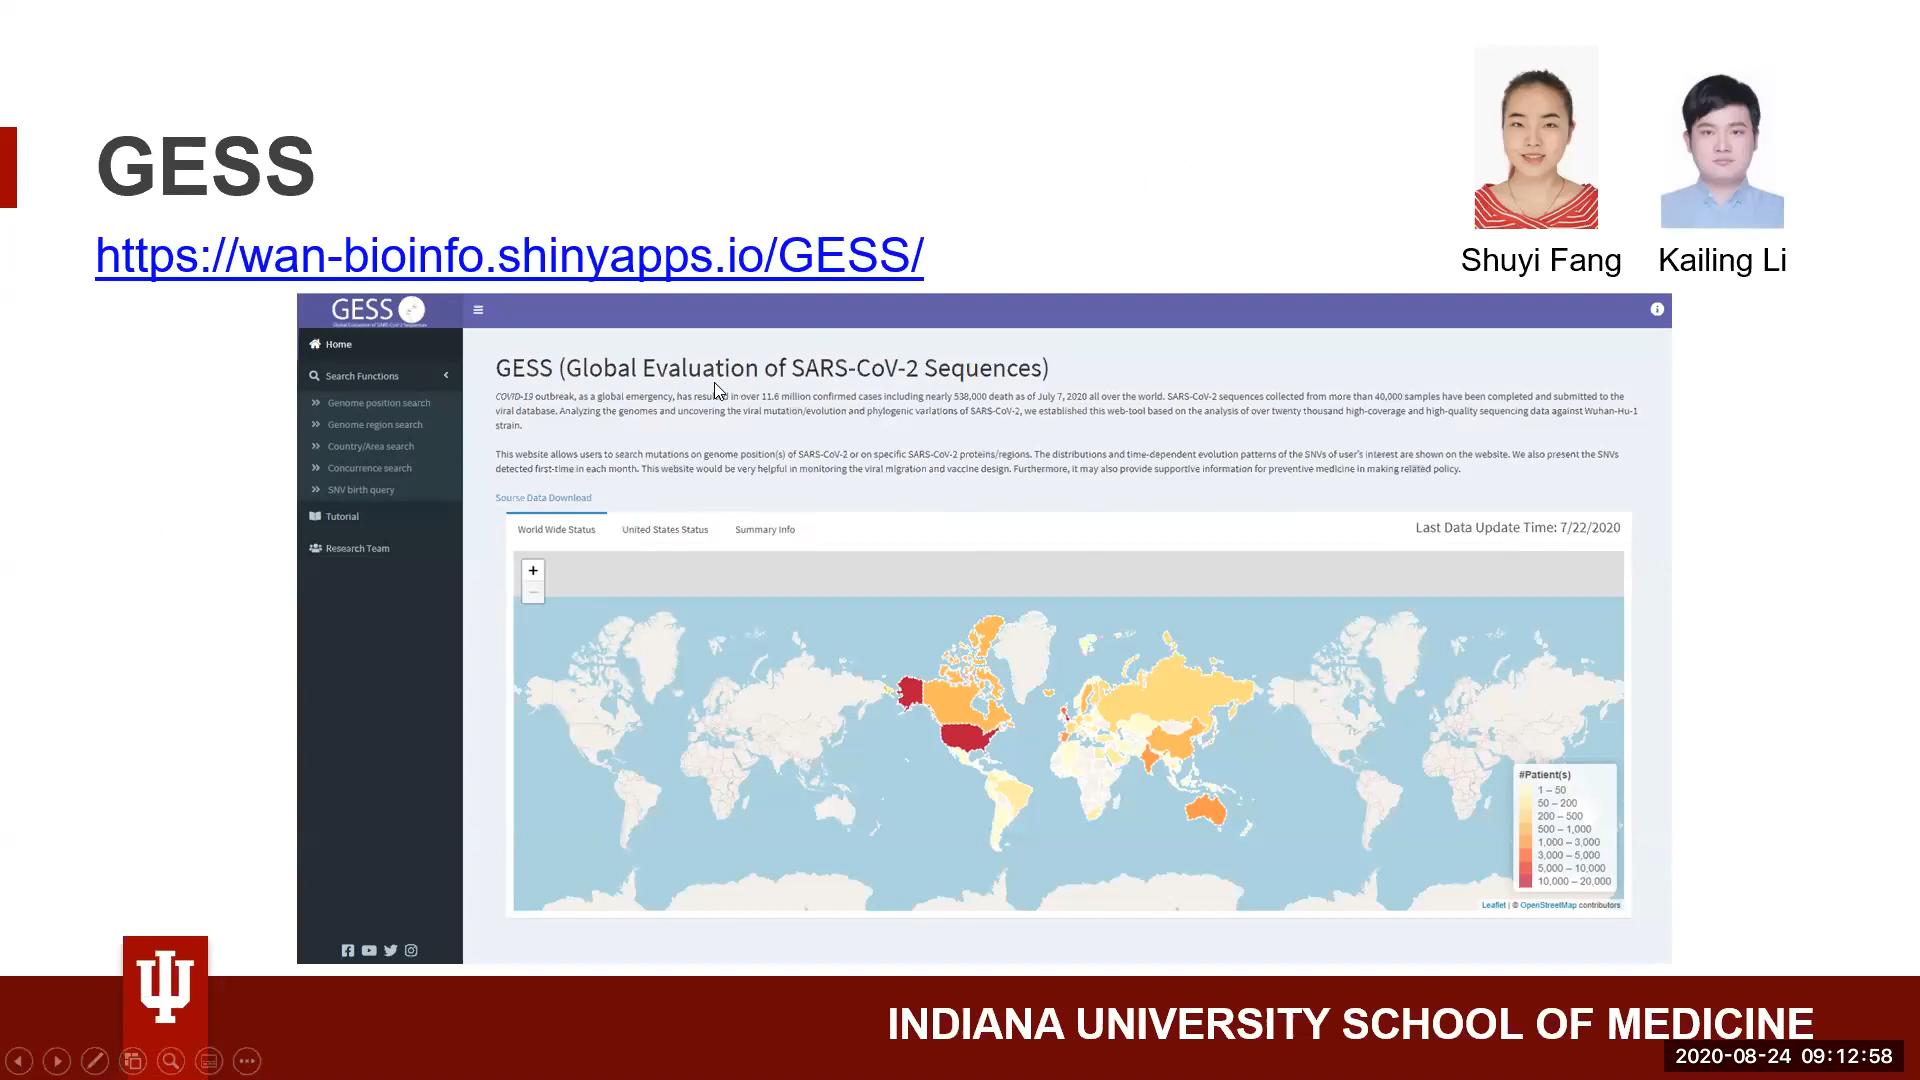 GESS
https://wan-bioinfo.shinyapps.io/GESS/
Shuyi Fang
Kailing Li
GESS
Global Evaluation of SARS-CoV-2 Sequences
Home
Search Functions
Genome position search
Genome region search
Country/Area search
Concurrence search
SNV birth query
Tutorial
Research Team
GESS (Global Evaluation of SARS-CoV-2 Sequences)
COVID-19 outbreak, as a global emergency, has resulted in over 11.6 million confirmed cases including nearly 538,000 death as of July 7, 2020 all over the world. SARS-CoV-2 sequences collected from more than 40,000 samples have been completed and submitted to the
viral database. Analyzing the genomes and uncovering the viral mutation/evolution and phylogenic variations of SARS-CoV-2, we established this web-tool based on the analysis of over twenty thousand high-coverage and high-quality sequencing data against Wuhan-Hu-1
strain.
This website allows users to search mutations on genome position(s) of SARS-CoV-2 or on specific SARS-CoV-2 proteins/regions. The distributions and time-dependent evolution patterns of the SNVs of user's interest are shown on the website. We also present the SNVs
detected first-time in each month. This website would be very helpful in monitoring the viral migration and vaccine design. Furthermore, it may also provide supportive information for preventive medicine in making related policy.
Sourse Data Download
World Wide Status
United States Status
Summary Info
Last Data Update Time: 7/22/2020
+
−
#Patient(s)
1 – 50
50 – 200
200 – 500
500 – 1,000
1,000 – 3,000
3,000 – 5,000
5,000 – 10,000
10,000 – 20,000
Leaflet | © OpenStreetMap contributors
INDIANA UNIVERSITY SCHOOL OF MEDICINE
2020-08-24 09:12:58